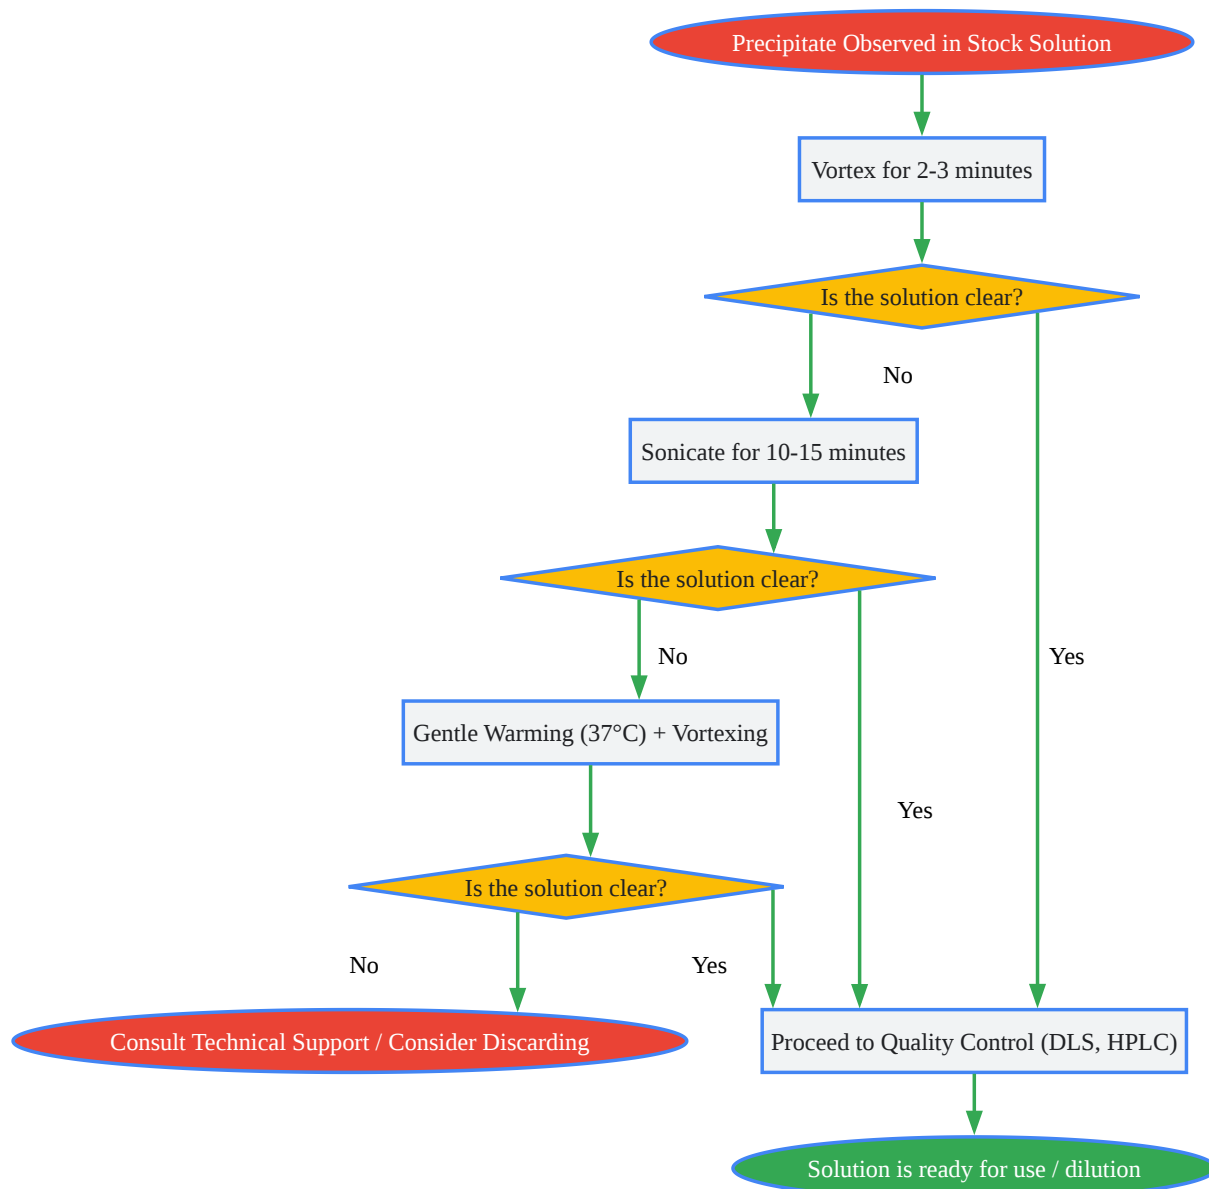 Precipitate Observed in Stock Solution
Vortex for 2-3 minutes
Is the solution clear?
No
Sonicate for 10-15 minutes
Is the solution clear?
No
Yes
Gentle Warming (37°C) + Vortexing
Yes
Is the solution clear?
No
Yes
Consult Technical Support / Consider Discarding
Proceed to Quality Control (DLS, HPLC)
Solution is ready for use / dilution